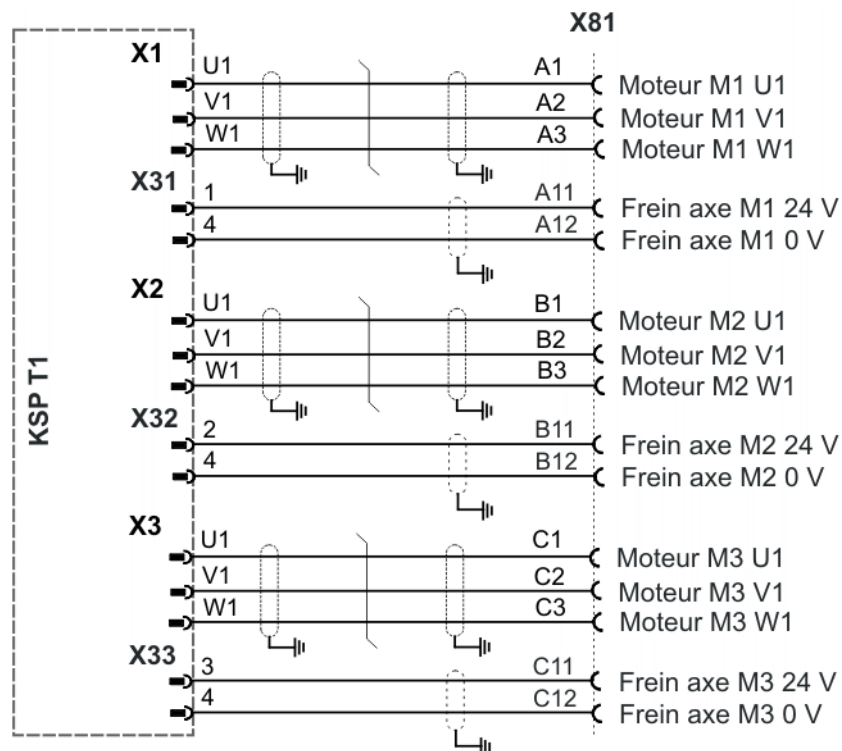 X81
X1
U1 A1 Moteur M1 U1
V1 A2 Moteur M1 V1
W1 A3 Moteur M1 W1
X31
1 A11 Frein axe M1 24 V
4 A12 Frein axe M1 0 V
X2
U1 B1 Moteur M2 U1
V1 B2 Moteur M2 V1
W1 B3 Moteur M2 W1
KSP T1
X32
2 B11 Frein axe M2 24 V
4 B12 Frein axe M2 0 V
X3
U1 C1 Moteur M3 U1
V1 C2 Moteur M3 V1
W1 C3 Moteur M3 W1
X33
3 C11 Frein axe M3 24 V
4 C12 Frein axe M3 0 V